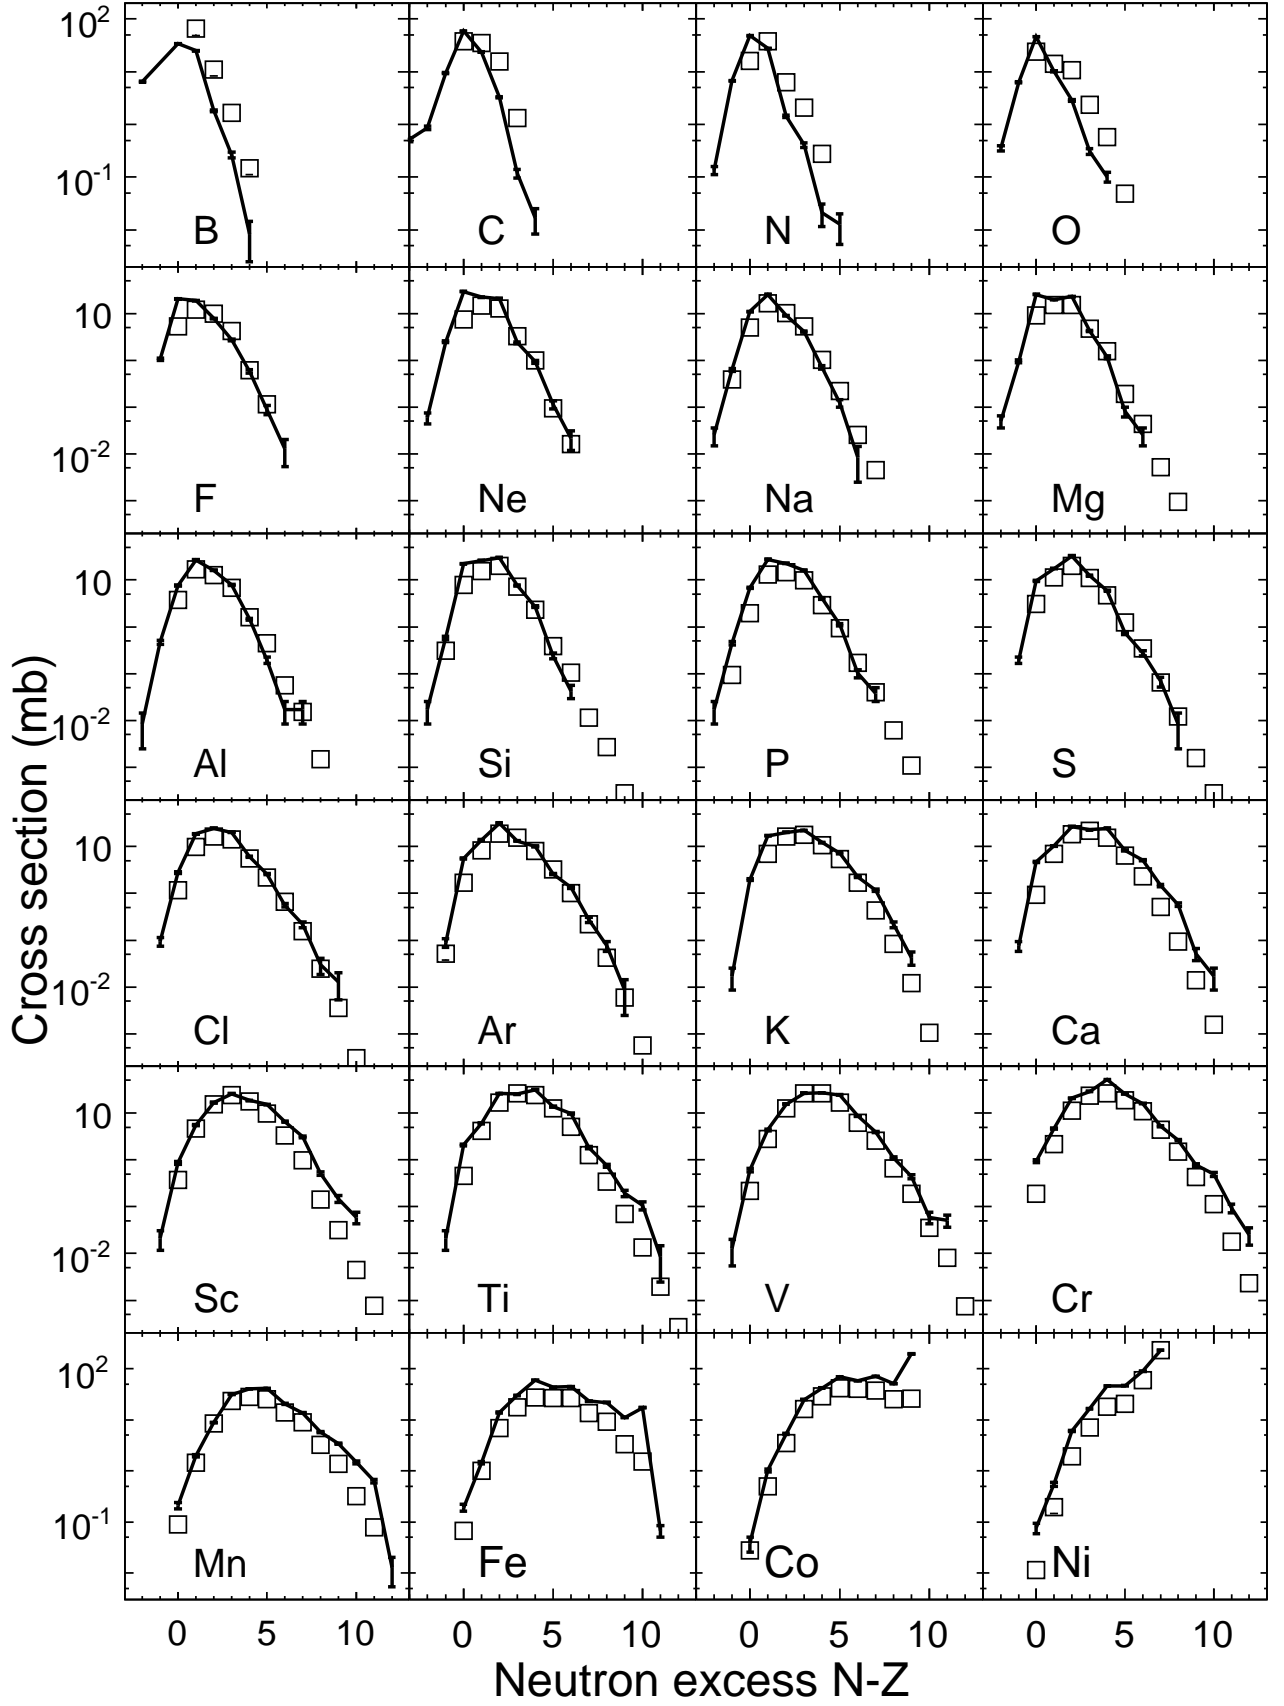 10²
10⁻¹
B
C
N
O
10
10⁻²
F
Ne
Na
Mg
10
10⁻²
Al
Si
P
S
Cross section (mb)
10
10⁻²
Cl
Ar
K
Ca
10
10⁻²
Sc
Ti
V
Cr
10²
10⁻¹
Mn
Fe
Co
Ni
0 5 10 0 5 10 0 5 10 0 5 10
Neutron excess N-Z